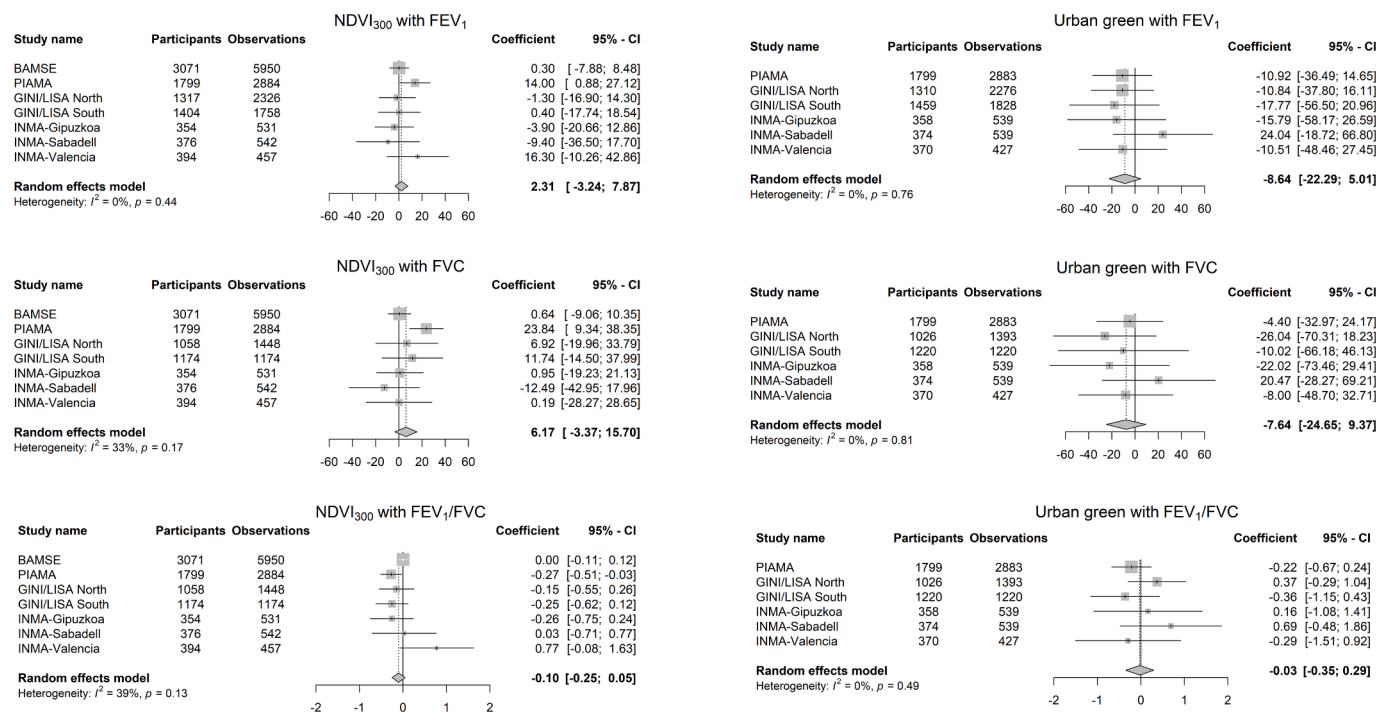 NDVI300 with FEV1
Study name Participants Observations Coefficient 95% - CI
BAMSE 3071 5950 0.30 [ -7.88; 8.48]
PIAMA 1799 2884 14.00 [ 0.88; 27.12]
GINI/LISA North 1317 2326 -1.30 [-16.90; 14.30]
GINI/LISA South 1404 1758 0.40 [-17.74; 18.54]
INMA-Gipuzkoa 354 531 -3.90 [-20.66; 12.86]
INMA-Sabadell 376 542 -9.40 [-36.50; 17.70]
INMA-Valencia 394 457 16.30 [-10.26; 42.86]
Random effects model 2.31 [ -3.24; 7.87]
Heterogeneity: I2 = 0%, p = 0.44
-60 -40 -20 0 20 40 60
Urban green with FEV1
Study name Participants Observations Coefficient 95% - CI
PIAMA 1799 2883 -10.92 [-36.49; 14.65]
GINI/LISA North 1310 2276 -10.84 [-37.80; 16.11]
GINI/LISA South 1459 1828 -17.77 [-56.50; 20.96]
INMA-Gipuzkoa 358 539 -15.79 [-58.17; 26.59]
INMA-Sabadell 374 539 24.04 [-18.72; 66.80]
INMA-Valencia 370 427 -10.51 [-48.46; 27.45]
Random effects model -8.64 [-22.29; 5.01]
Heterogeneity: I2 = 0%, p = 0.76
-60 -40 -20 0 20 40 60
NDVI300 with FVC
Study name Participants Observations Coefficient 95% - CI
BAMSE 3071 5950 0.64 [ -9.06; 10.35]
PIAMA 1799 2884 23.84 [ 9.34; 38.35]
GINI/LISA North 1058 1448 6.92 [-19.96; 33.79]
GINI/LISA South 1174 1174 11.74 [-14.50; 37.99]
INMA-Gipuzkoa 354 531 0.95 [-19.23; 21.13]
INMA-Sabadell 376 542 -12.49 [-42.95; 17.96]
INMA-Valencia 394 457 0.19 [-28.27; 28.65]
Random effects model 6.17 [ -3.37; 15.70]
Heterogeneity: I2 = 33%, p = 0.17
-60 -40 -20 0 20 40 60
Urban green with FVC
Study name Participants Observations Coefficient 95% - CI
PIAMA 1799 2883 -4.40 [-32.97; 24.17]
GINI/LISA North 1026 1393 -26.04 [-70.31; 18.23]
GINI/LISA South 1220 1220 -10.02 [-66.18; 46.13]
INMA-Gipuzkoa 358 539 -22.02 [-73.46; 29.41]
INMA-Sabadell 374 539 20.47 [-28.27; 69.21]
INMA-Valencia 370 427 -8.00 [-48.70; 32.71]
Random effects model -7.64 [-24.65; 9.37]
Heterogeneity: I2 = 0%, p = 0.81
-60 -40 -20 0 20 40 60
NDVI300 with FEV1/FVC
Study name Participants Observations Coefficient 95% - CI
BAMSE 3071 5950 0.00 [-0.11; 0.12]
PIAMA 1799 2884 -0.27 [-0.51; -0.03]
GINI/LISA North 1058 1448 -0.15 [-0.55; 0.26]
GINI/LISA South 1174 1174 -0.25 [-0.62; 0.12]
INMA-Gipuzkoa 354 531 -0.26 [-0.75; 0.24]
INMA-Sabadell 376 542 0.03 [-0.71; 0.77]
INMA-Valencia 394 457 0.77 [-0.08; 1.63]
Random effects model -0.10 [-0.25; 0.05]
Heterogeneity: I2 = 39%, p = 0.13
-2 -1 0 1 2
Urban green with FEV1/FVC
Study name Participants Observations Coefficient 95% - CI
PIAMA 1799 2883 -0.22 [-0.67; 0.24]
GINI/LISA North 1026 1393 0.37 [-0.29; 1.04]
GINI/LISA South 1220 1220 -0.36 [-1.15; 0.43]
INMA-Gipuzkoa 358 539 0.16 [-1.08; 1.41]
INMA-Sabadell 374 539 0.69 [-0.48; 1.86]
INMA-Valencia 370 427 -0.29 [-1.51; 0.92]
Random effects model -0.03 [-0.35; 0.29]
Heterogeneity: I2 = 0%, p = 0.49
-2 -1 0 1 2